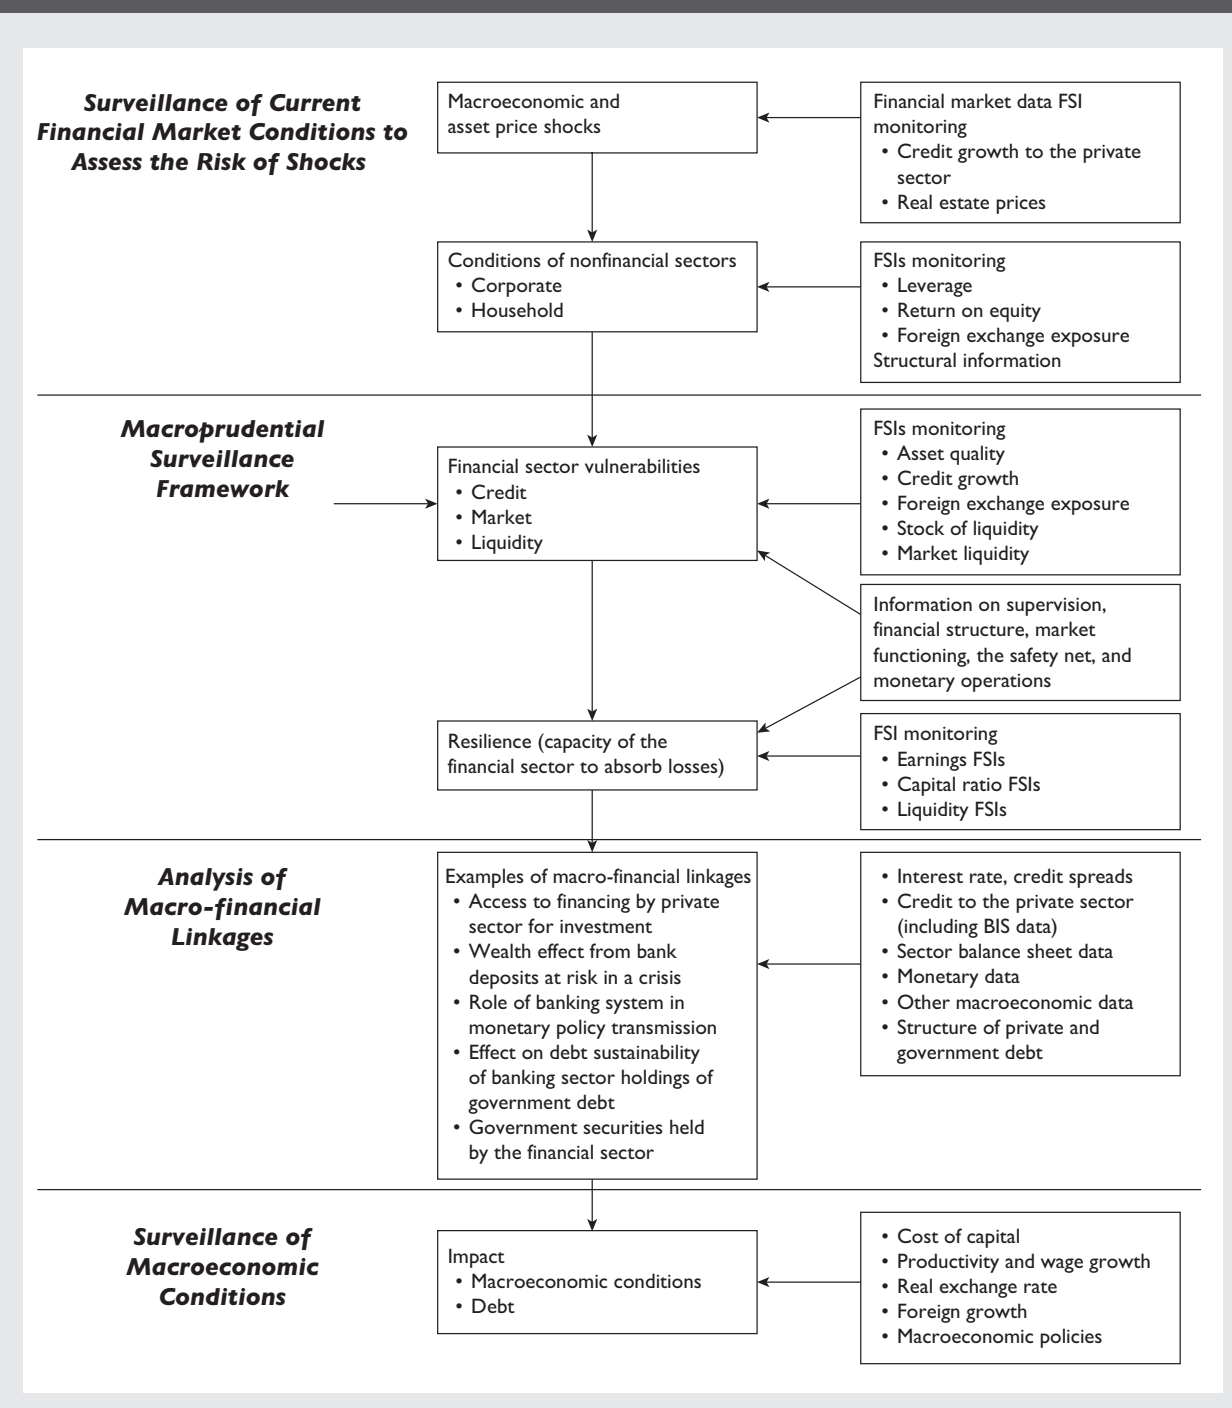 Surveillance of Current
Financial Market Conditions to
Assess the Risk of Shocks
Macroeconomic and
asset price shocks
Financial market data FSI
monitoring
• Credit growth to the private
sector
• Real estate prices
Conditions of nonfinancial sectors
• Corporate
• Household
FSIs monitoring
• Leverage
• Return on equity
• Foreign exchange exposure
Structural information
Macroprudential
Surveillance
Framework
Financial sector vulnerabilities
• Credit
• Market
• Liquidity
FSIs monitoring
• Asset quality
• Credit growth
• Foreign exchange exposure
• Stock of liquidity
• Market liquidity
Information on supervision,
financial structure, market
functioning, the safety net, and
monetary operations
Resilience (capacity of the
financial sector to absorb losses)
FSI monitoring
• Earnings FSIs
• Capital ratio FSIs
• Liquidity FSIs
Analysis of
Macro-financial
Linkages
Examples of macro-financial linkages
• Access to financing by private
sector for investment
• Wealth effect from bank
deposits at risk in a crisis
• Role of banking system in
monetary policy transmission
• Effect on debt sustainability
of banking sector holdings of
government debt
• Government securities held
by the financial sector
• Interest rate, credit spreads
• Credit to the private sector
(including BIS data)
• Sector balance sheet data
• Monetary data
• Other macroeconomic data
• Structure of private and
government debt
Surveillance of
Macroeconomic
Conditions
Impact
• Macroeconomic conditions
• Debt
• Cost of capital
• Productivity and wage growth
• Real exchange rate
• Foreign growth
• Macroeconomic policies